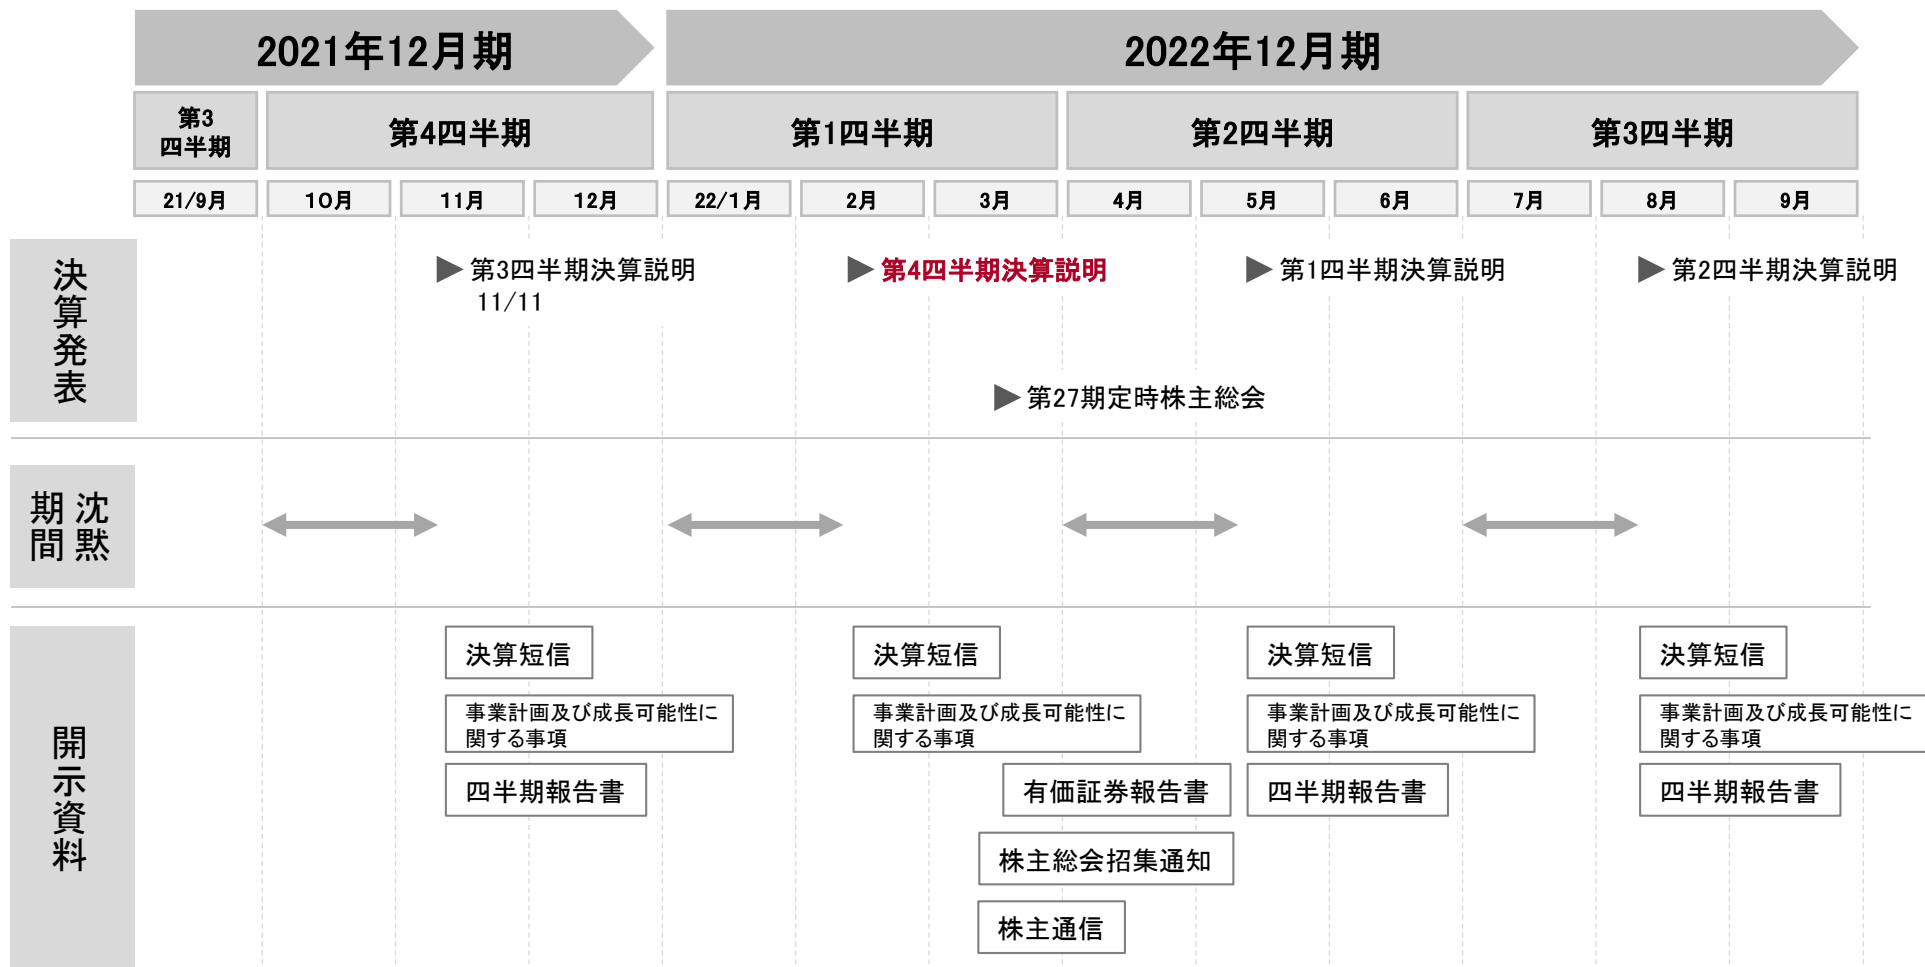 2021年12月期
2022年12月期
第3
四半期
第4四半期
第1四半期
第2四半期
第3四半期
21/9月
10月
11月
12月
22/1月
2月
3月
4月
5月
6月
7月
8月
9月
決算発表
第3四半期決算説明
11/11
第4四半期決算説明
第1四半期決算説明
第2四半期決算説明
第27期定時株主総会
沈黙
期間
開示資料
決算短信
決算短信
決算短信
決算短信
事業計画及び成長可能性に
関する事項
事業計画及び成長可能性に
関する事項
事業計画及び成長可能性に
関する事項
事業計画及び成長可能性に
関する事項
四半期報告書
有価証券報告書
四半期報告書
四半期報告書
株主総会招集通知
株主通信